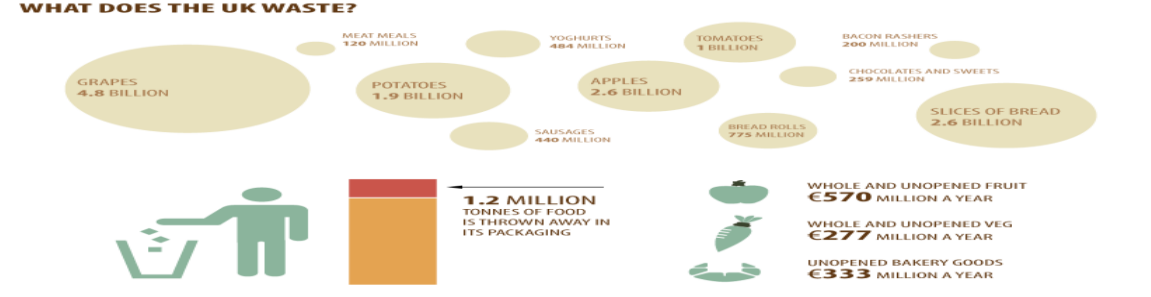 WHAT DOES THE UK WASTE?
MEAT MEALS
120 MILLION
YOGHURTS
484 MILLION
TOMATOES
1 BILLION
BACON RASHERS
200 MILLION
GRAPES
4.8 BILLION
POTATOES
1.9 BILLION
APPLES
2.6 BILLION
CHOCOLATES AND SWEETS
259 MILLION
SLICES OF BREAD
2.6 BILLION
SAUSAGES
440 MILLION
BREAD ROLLS
775 MILLION
1.2 MILLION
TONNES OF FOOD
IS THROWN AWAY IN
ITS PACKAGING
WHOLE AND UNOPENED FRUIT
€570 MILLION A YEAR
WHOLE AND UNOPENED VEG
€277 MILLION A YEAR
UNOPENED BAKERY GOODS
€333 MILLION A YEAR